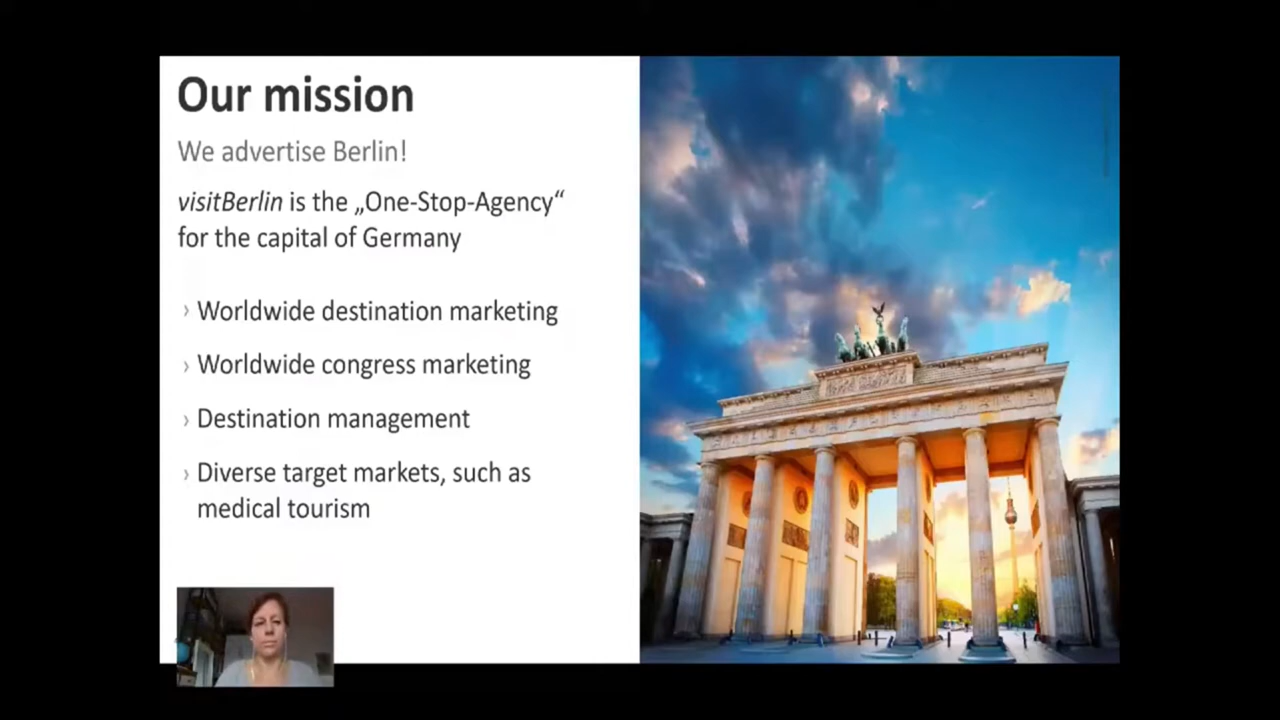 Our mission
We advertise Berlin!
visitBerlin is the „One-Stop-Agency“
for the capital of Germany
› Worldwide destination marketing
› Worldwide congress marketing
› Destination management
› Diverse target markets, such as
medical tourism